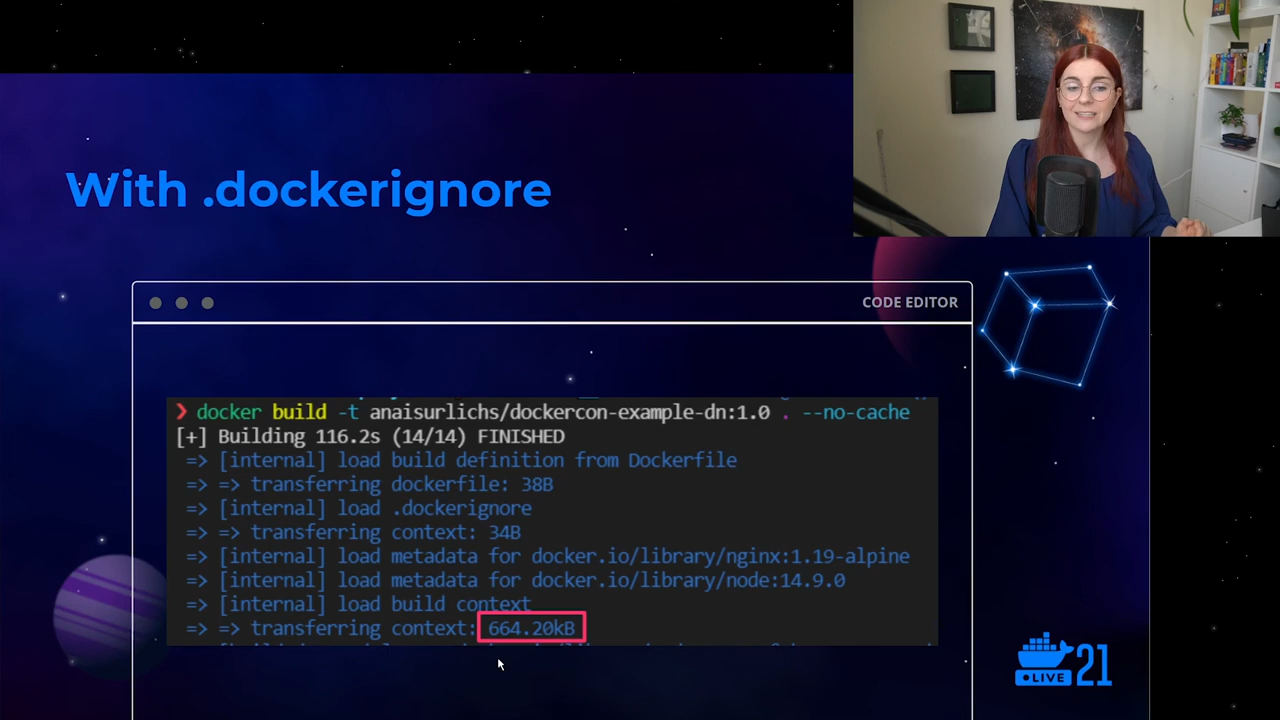 With .dockerignore
CODE EDITOR
❯ docker build -t anaisurlichs/dockercon-example-dn:1.0 . --no-cache
[+] Building 116.2s (14/14) FINISHED
=> [internal] load build definition from Dockerfile
=> => transferring dockerfile: 38B
=> [internal] load .dockerignore
=> => transferring context: 34B
=> [internal] load metadata for docker.io/library/nginx:1.19-alpine
=> [internal] load metadata for docker.io/library/node:14.9.0
=> [internal] load build context
=> => transferring context: 664.20kB
LIVE 21